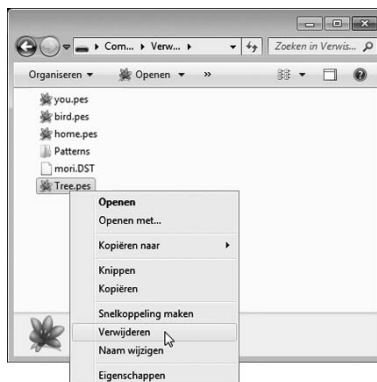 Com... Verw... Zoeken in Verwis...
Organiseren Openen »
you.pes
bird.pes
home.pes
Patterns
mori.DST
Tree.pes
Openen
Openen met...
Kopiëren naar
Knippen
Kopiëren
Snelkoppeling maken
Verwijderen
Naam wijzigen
Eigenschappen